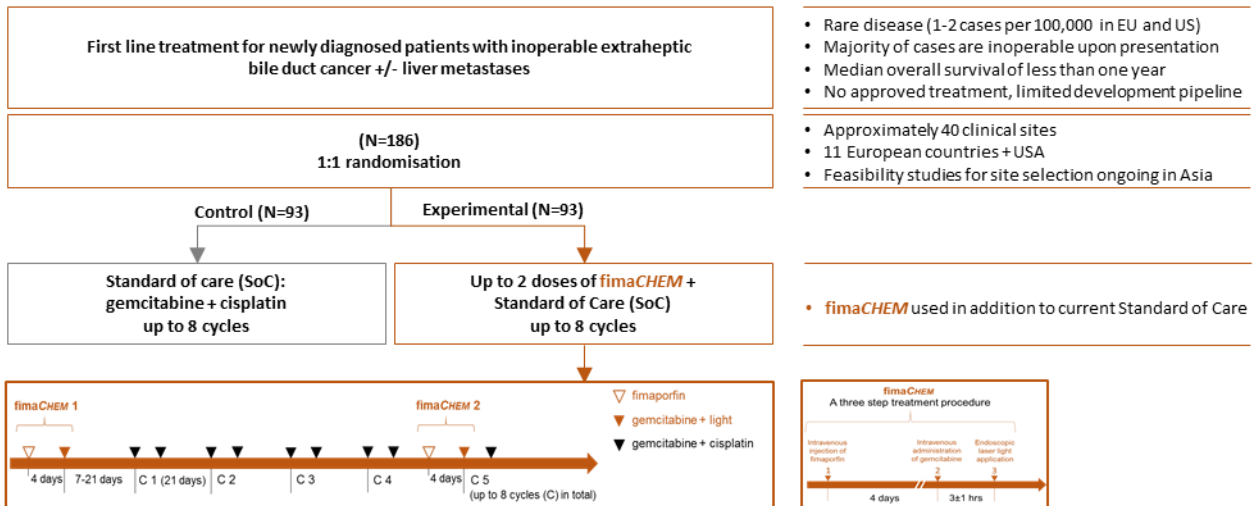 First line treatment for newly diagnosed patients with inoperable extraheptic
bile duct cancer +/- liver metastases
• Rare disease (1-2 cases per 100,000 in EU and US)
• Majority of cases are inoperable upon presentation
• Median overall survival of less than one year
• No approved treatment, limited development pipeline
(N=186)
1:1 randomisation
• Approximately 40 clinical sites
• 11 European countries + USA
• Feasibility studies for site selection ongoing in Asia
Control (N=93)
Experimental (N=93)
Standard of care (SoC):
gemcitabine + cisplatin
up to 8 cycles
Up to 2 doses of fimaCHEM +
Standard of Care (SoC)
up to 8 cycles
• fimaCHEM used in addition to current Standard of Care
fimaCHEM 1
fimaCHEM 2
fimaporfin
gemcitabine + light
gemcitabine + cisplatin
4 days
7-21 days
C 1 (21 days)
C 2
C 3
C 4
4 days
C 5
(up to 8 cycles (C) in total)
fimaCHEM
A three step treatment procedure
Intravenous
injection of
fimaporfin
1
Intravenous
administration
of gemcitabine
2
Endoscopic
laser light
application
3
4 days
3±1 hrs